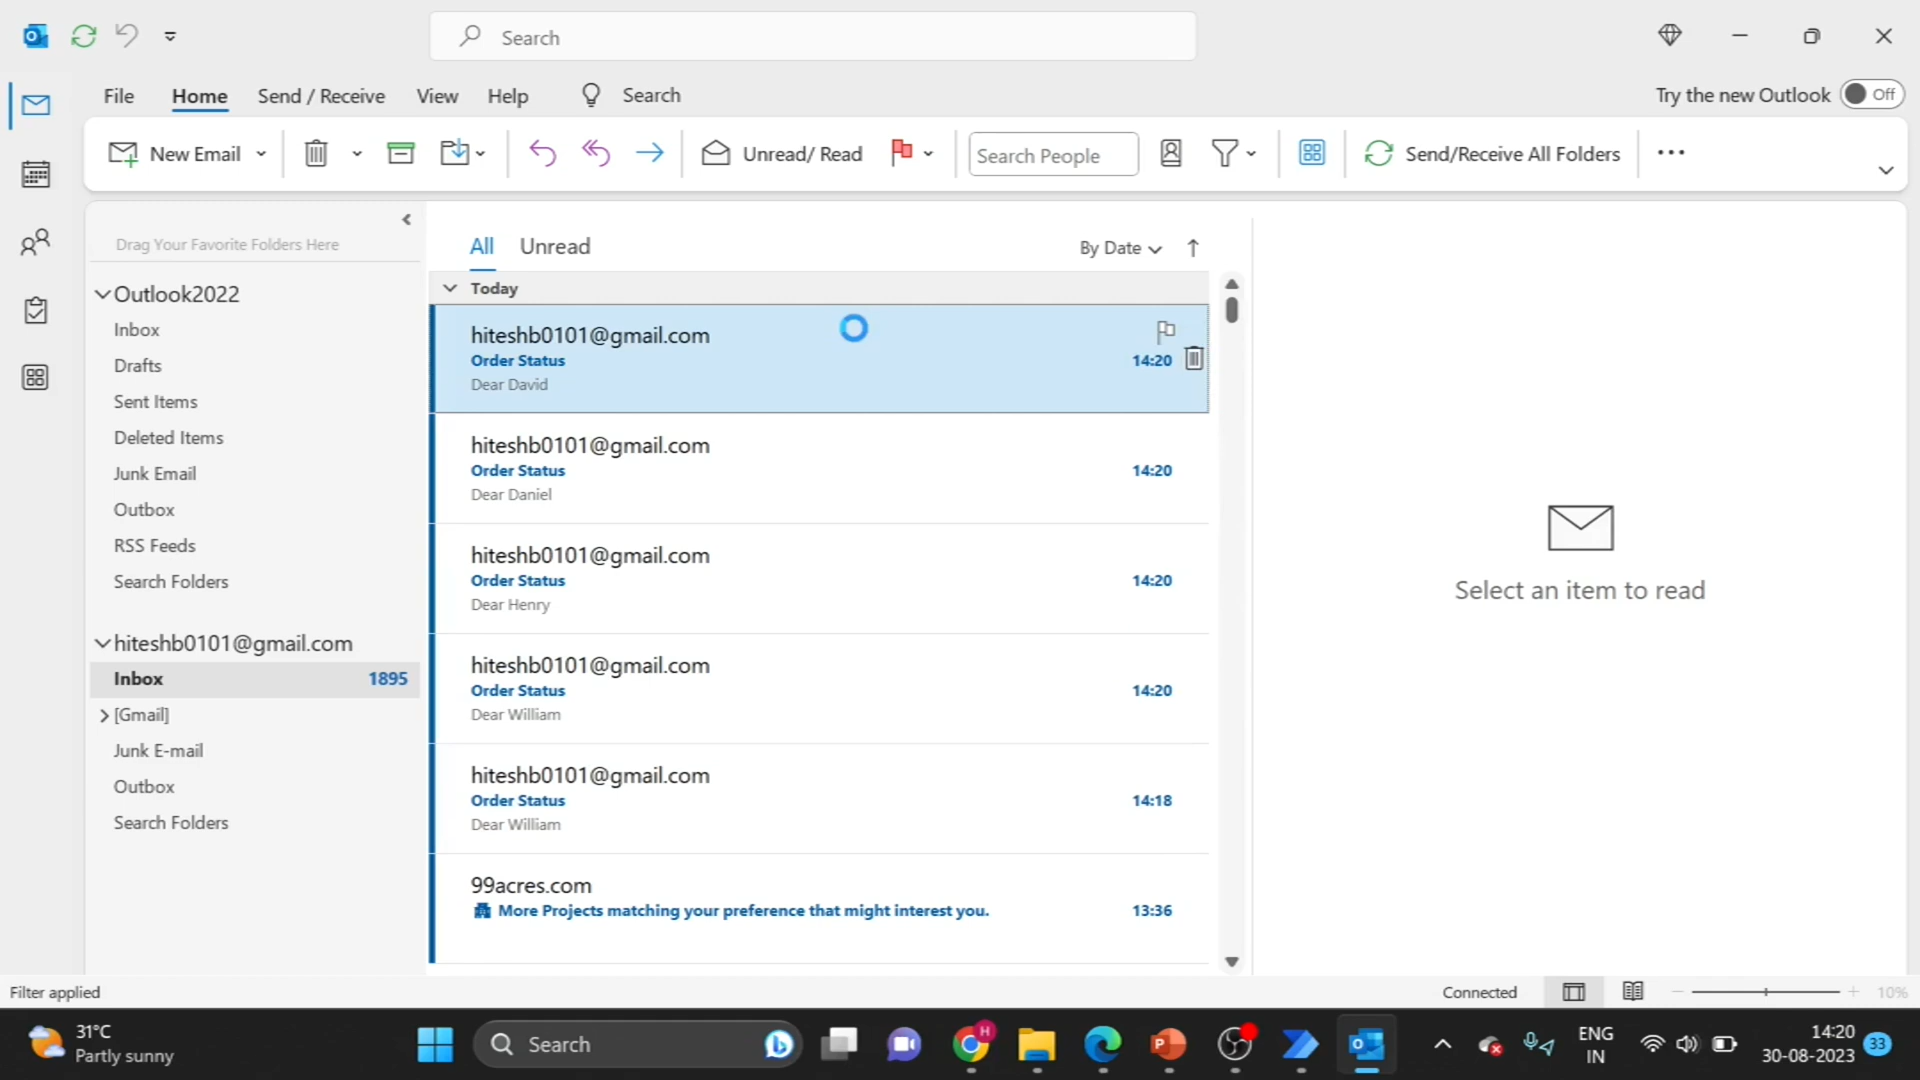 Search
File Home Send / Receive View Help Search
Try the new Outlook Off
New Email
Unread/ Read
Search People
Send/Receive All Folders
Drag Your Favorite Folders Here
Outlook2022
Inbox
Drafts
Sent Items
Deleted Items
Junk Email
Outbox
RSS Feeds
Search Folders
hiteshb0101@gmail.com
Inbox 1895
[Gmail]
Junk E-mail
Outbox
Search Folders
All Unread By Date
Today
hiteshb0101@gmail.com
Order Status 14:20
Dear David
hiteshb0101@gmail.com
Order Status 14:20
Dear Daniel
hiteshb0101@gmail.com
Order Status 14:20
Dear Henry
hiteshb0101@gmail.com
Order Status 14:20
Dear William
hiteshb0101@gmail.com
Order Status 14:18
Dear William
99acres.com
More Projects matching your preference that might interest you. 13:36
Select an item to read
Filter applied
Connected
10%
31°C
Partly sunny
Search
H
ENG
IN
14:20
30-08-2023
33